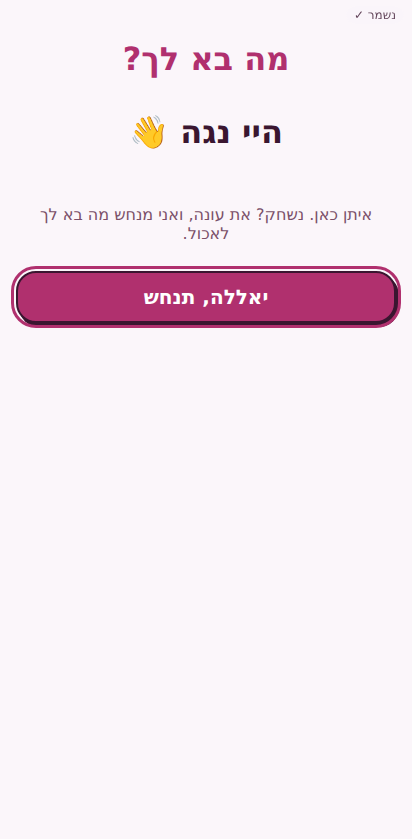 נשמר ✓
מה בא לך?
היי נגה 👋
איתן כאן. נשחק? את עונה, ואני מנחש מה בא לך
לאכול.
יאללה, תנחש